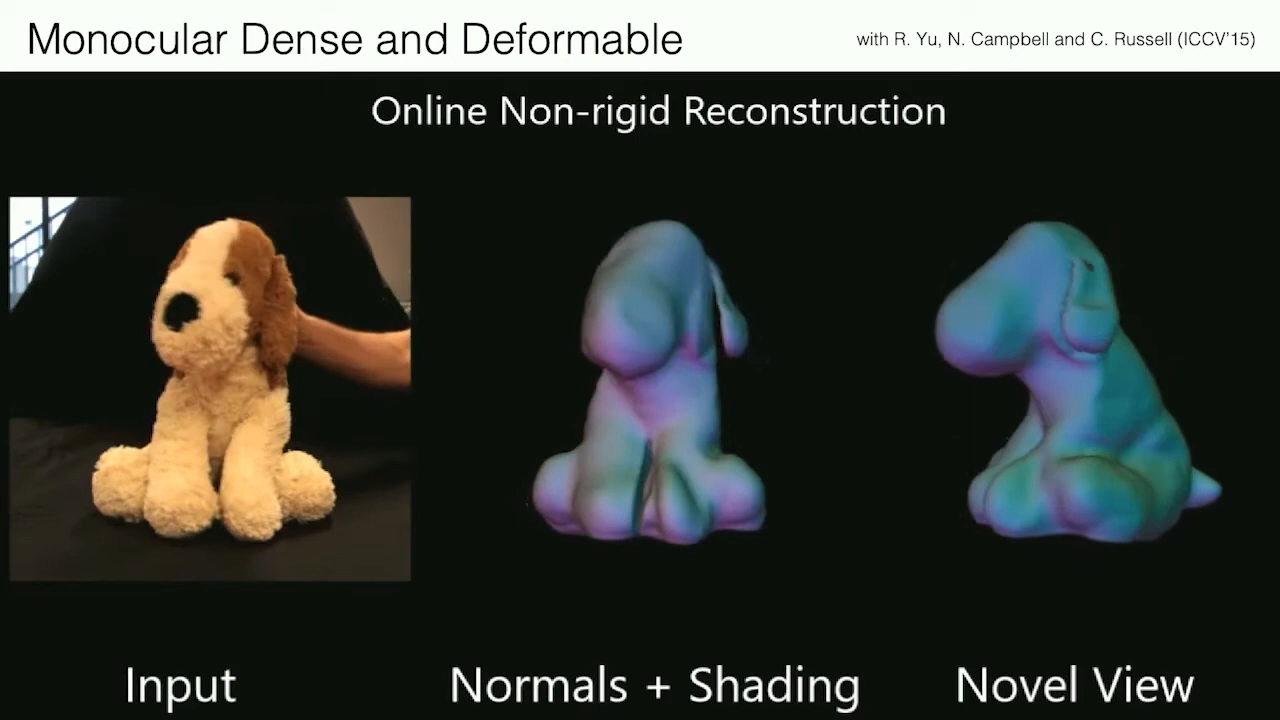 Monocular Dense and Deformable
with R. Yu, N. Campbell and C. Russell (ICCV'15)
Online Non-rigid Reconstruction
Input
Normals + Shading
Novel View